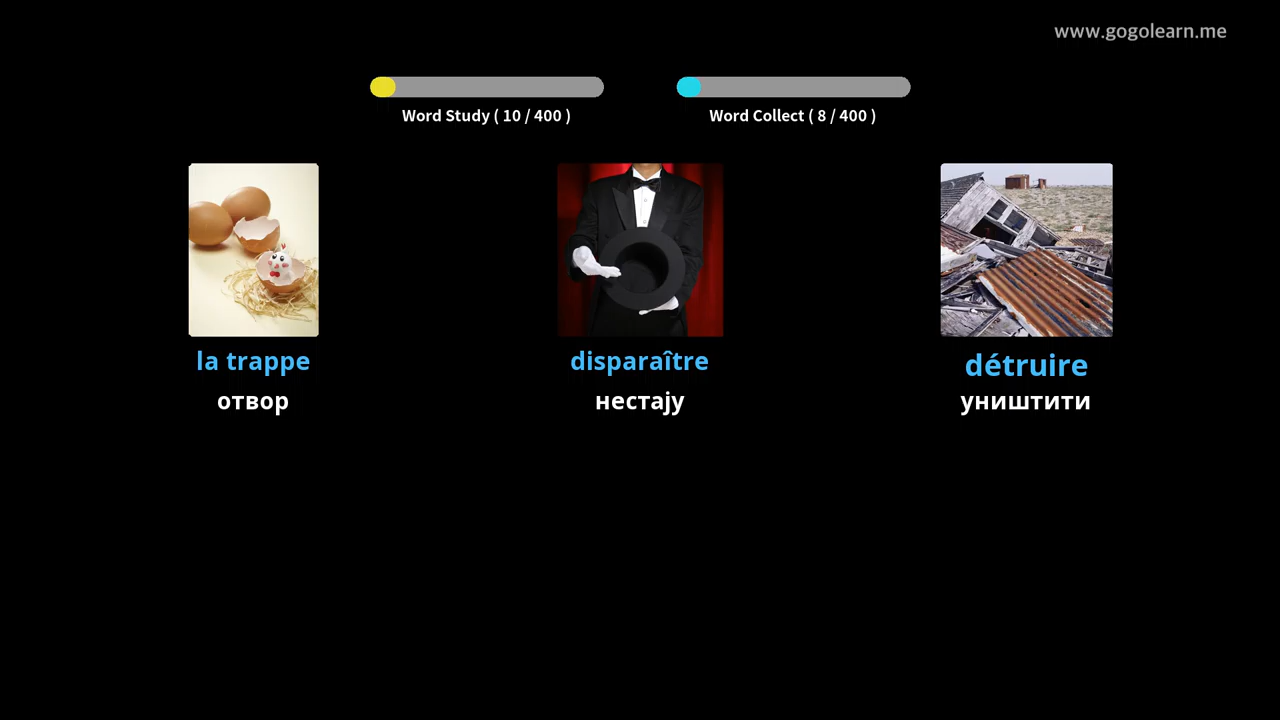 www.gogolearn.me
Word Study ( 10 / 400 )
Word Collect ( 8 / 400 )
la trappe
disparaître
détruire
отвор
нестају
уништити